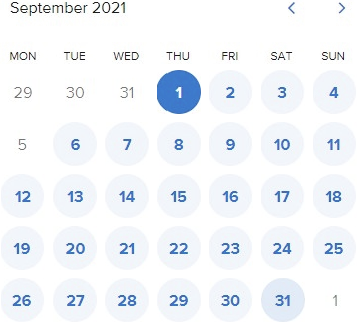 September 2021
MON TUE WED THU FRI SAT SUN
29 30 31 1 2 3 4
5 6 7 8 9 10 11
12 13 14 15 16 17 18
19 20 21 22 23 24 25
26 27 28 29 30 31 1